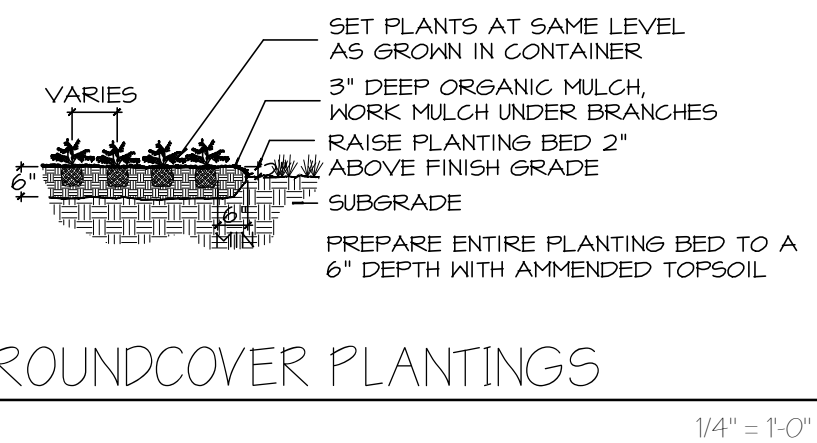 SET PLANTS AT SAME LEVEL
AS GROWN IN CONTAINER
3" DEEP ORGANIC MULCH,
WORK MULCH UNDER BRANCHES
VARIES
RAISE PLANTING BED 2"
ABOVE FINISH GRADE
2"
6"
SUBGRADE
6"
MIN
PREPARE ENTIRE PLANTING BED TO A
6" DEPTH WITH AMMENDED TOPSOIL
ROUNDCOVER PLANTINGS
1/4" = 1'-0"